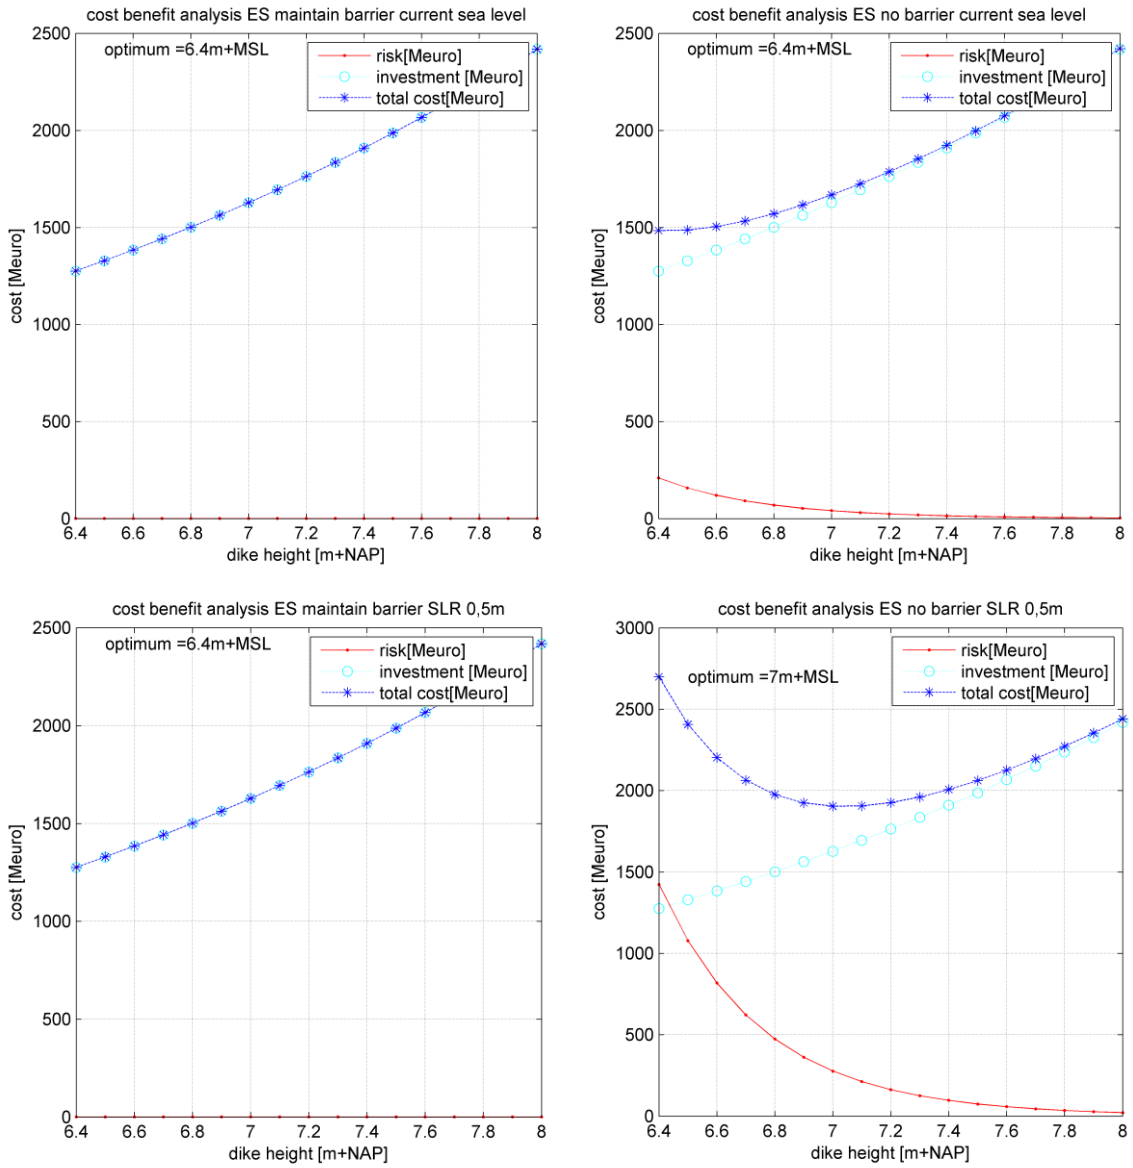 cost benefit analysis ES maintain barrier current sea level
optimum =6.4m+MSL
risk[Meuro]
investment [Meuro]
total cost[Meuro]
2500
2000
1500
1000
500
0
cost [Meuro]
6.4 6.6 6.8 7 7.2 7.4 7.6 7.8 8
dike height [m+NAP]
cost benefit analysis ES no barrier current sea level
optimum =6.4m+MSL
risk[Meuro]
investment [Meuro]
total cost[Meuro]
2500
2000
1500
1000
500
0
cost [Meuro]
6.4 6.6 6.8 7 7.2 7.4 7.6 7.8 8
dike height [m+NAP]
cost benefit analysis ES maintain barrier SLR 0,5m
optimum =6.4m+MSL
risk[Meuro]
investment [Meuro]
total cost[Meuro]
2500
2000
1500
1000
500
0
cost [Meuro]
6.4 6.6 6.8 7 7.2 7.4 7.6 7.8 8
dike height [m+NAP]
cost benefit analysis ES no barrier SLR 0,5m
optimum =7m+MSL
risk[Meuro]
investment [Meuro]
total cost[Meuro]
3000
2500
2000
1500
1000
500
0
cost [Meuro]
6.4 6.6 6.8 7 7.2 7.4 7.6 7.8 8
dike height [m+NAP]